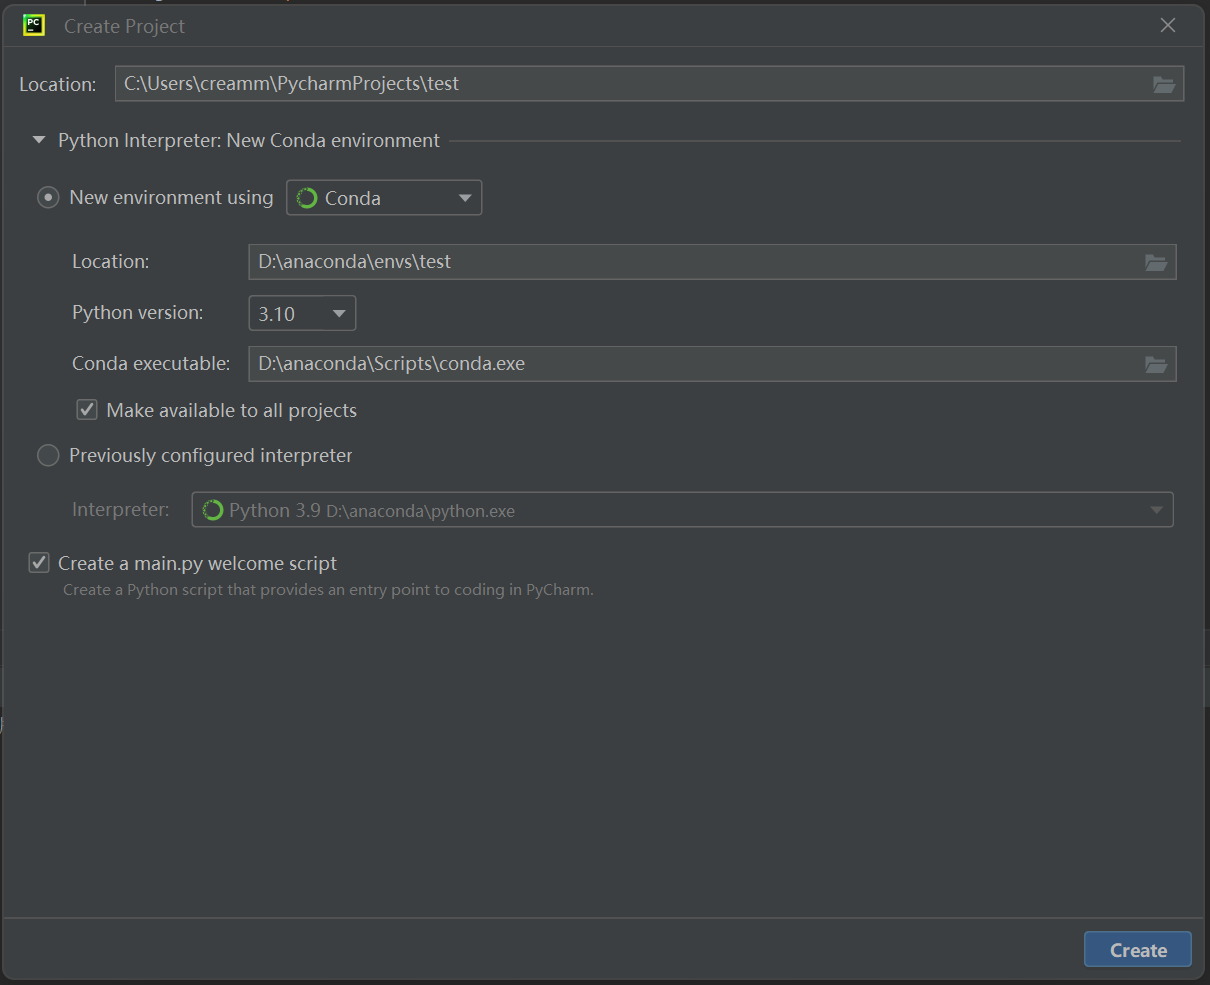 Create Project
Location: C:\Users\creamm\PycharmProjects\test
Python Interpreter: New Conda environment
New environment using Conda
Location: D:\anaconda\envs\test
Python version: 3.10
Conda executable: D:\anaconda\Scripts\conda.exe
Make available to all projects
Previously configured interpreter
Interpreter: Python 3.9 D:\anaconda\python.exe
Create a main.py welcome script
Create a Python script that provides an entry point to coding in PyCharm.
Create